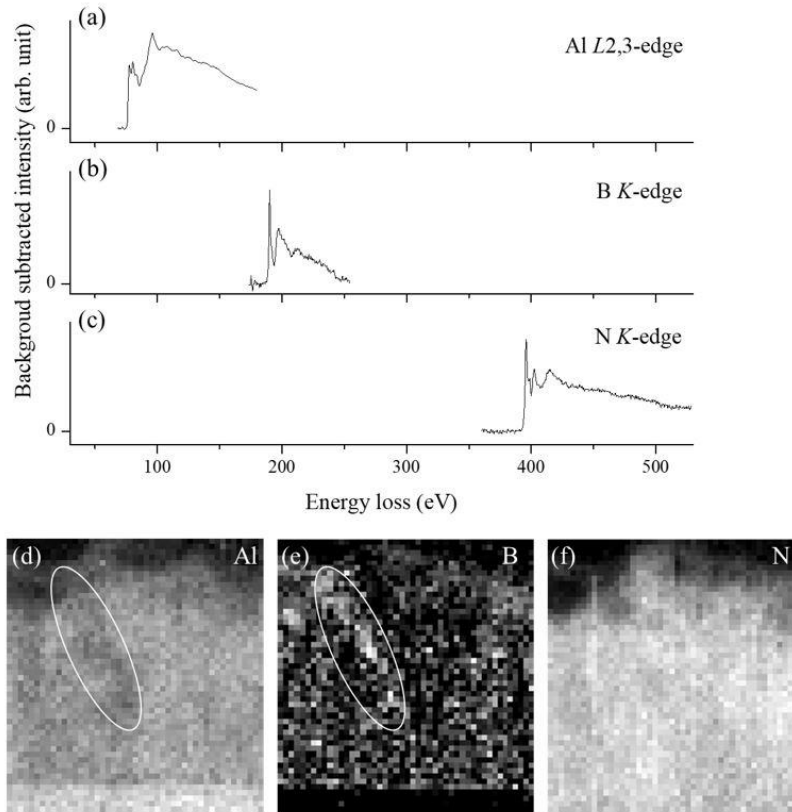 (a)
Al L2,3-edge
0
(b)
B K-edge
0
(c)
N K-edge
0
Backgroud subtracted intensity (arb. unit)
100 200 300 400 500
Energy loss (eV)
(d) Al
(e) B
(f) N